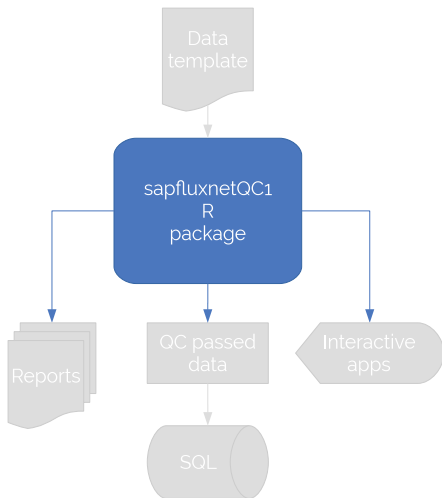 Data
template
sapfluxnetQC1
R
package
Reports
QC passed
data
Interactive
apps
SQL